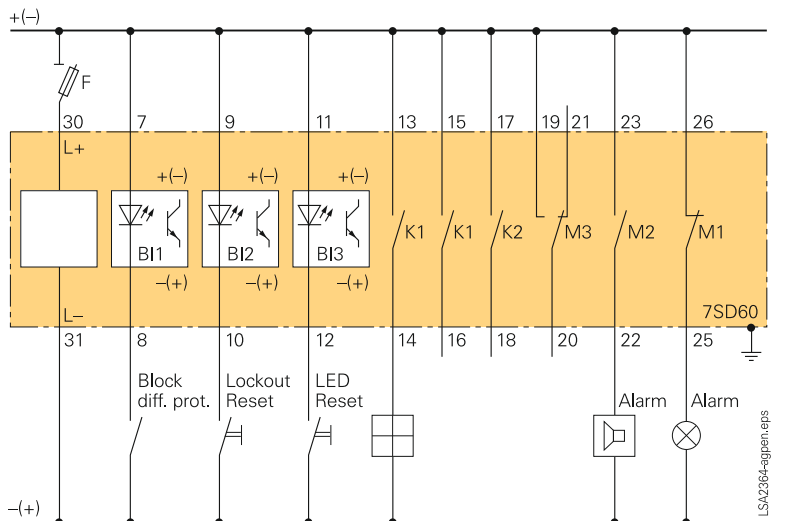 +(–)
F
30 7 9 11 13 15 17 19 21 23 26
L+
+(–) +(–) +(–)
BI1 BI2 BI3 K1 K1 K2 M3 M2 M1
–(+) –(+) –(+)
L–
7SD60
31 8 10 12 14 16 18 20 22 25
Block
diff. prot.
Lockout
Reset
LED
Reset
Alarm
Alarm
–(+)
LSA2364-agpen.eps